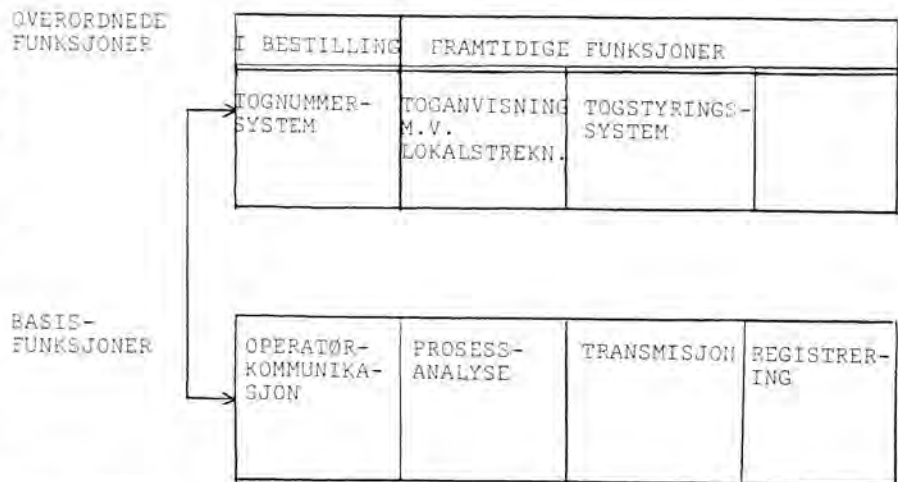 OVERORDNEDE
FUNKSJONER
I BESTILLING
FRAMTIDIGE FUNKSJONER
TOGNUMMER-
SYSTEM
TOGANVISNING
M.V.
LOKALSTREKN.
TOGSTYRINGS-
SYSTEM
BASIS-
FUNKSJONER
OPERATØR-
KOMMUNIKA-
SJON
PROSESS-
ANALYSE
TRANSMISJON
REGISTRER-
ING